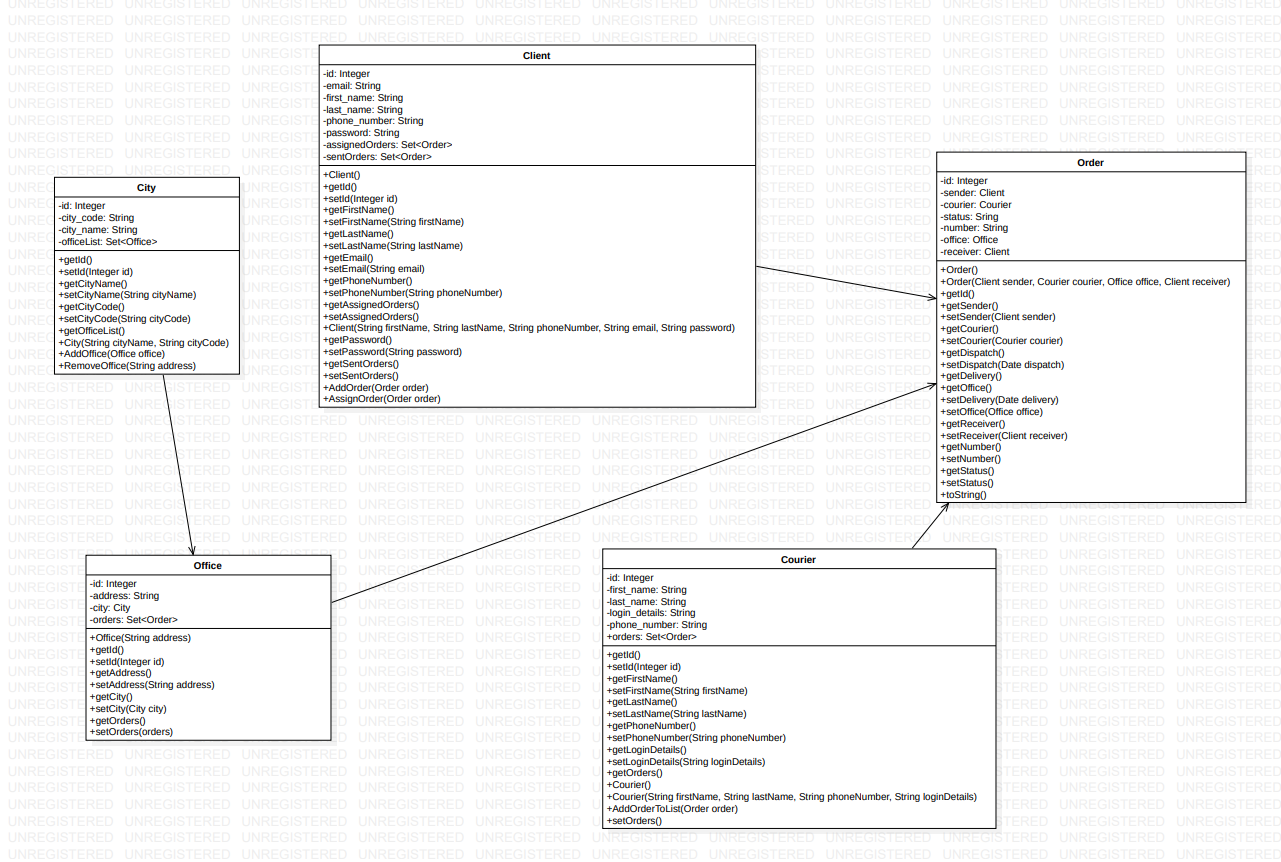 Client
-id: Integer
-email: String
-first_name: String
-last_name: String
-phone_number: String
-password: String
-assignedOrders: Set<Order>
-sentOrders: Set<Order>
+Client()
+getId()
+setId(Integer id)
+getFirstName()
+setFirstName(String firstName)
+getLastName()
+setLastName(String lastName)
+getEmail()
+setEmail(String email)
+getPhoneNumber()
+setPhoneNumber(String phoneNumber)
+getAssignedOrders()
+setAssignedOrders()
+Client(String firstName, String lastName, String phoneNumber, String email, String password)
+getPassword()
+setPassword(String password)
+getSentOrders()
+setSentOrders()
+AddOrder(Order order)
+AssignOrder(Order order)
Order
-id: Integer
-sender: Client
-courier: Courier
-status: Sring
-number: String
-office: Office
-receiver: Client
+Order()
+Order(Client sender, Courier courier, Office office, Client receiver)
+getId()
+getSender()
+setSender(Client sender)
+getCourier()
+setCourier(Courier courier)
+getDispatch()
+setDispatch(Date dispatch)
+getDelivery()
+getOffice()
+setDelivery(Date delivery)
+setOffice(Office office)
+getReceiver()
+setReceiver(Client receiver)
+getNumber()
+setNumber()
+getStatus()
+setStatus()
+toString()
City
-id: Integer
-city_code: String
-city_name: String
-officeList: Set<Office>
+getId()
+setId(Integer id)
+getCityName()
+setCityName(String cityName)
+getCityCode()
+setCityCode(String cityCode)
+getOfficeList()
+City(String cityName, String cityCode)
+AddOffice(Office office)
+RemoveOffice(String address)
Office
-id: Integer
-address: String
-city: City
-orders: Set<Order>
+Office(String address)
+getId()
+setId(Integer id)
+getAddress()
+setAddress(String address)
+getCity()
+setCity(City city)
+getOrders()
+setOrders(orders)
Courier
-id: Integer
-first_name: String
-last_name: String
-login_details: String
-phone_number: String
+orders: Set<Order>
+getId()
+setId(Integer id)
+getFirstName()
+setFirstName(String firstName)
+getLastName()
+setLastName(String lastName)
+getPhoneNumber()
+setPhoneNumber(String phoneNumber)
+getLoginDetails()
+setLoginDetails(String loginDetails)
+getOrders()
+Courier()
+Courier(String firstName, String lastName, String phoneNumber, String loginDetails)
+AddOrderToList(Order order)
+setOrders()
UNREGISTERED